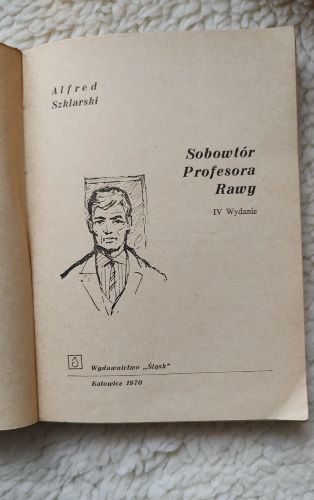 Alfred
Szklarski
Sobowtór
Profesora
Rawy
IV Wydanie
Wydawnictwo „Śląsk"
Katowice 1970